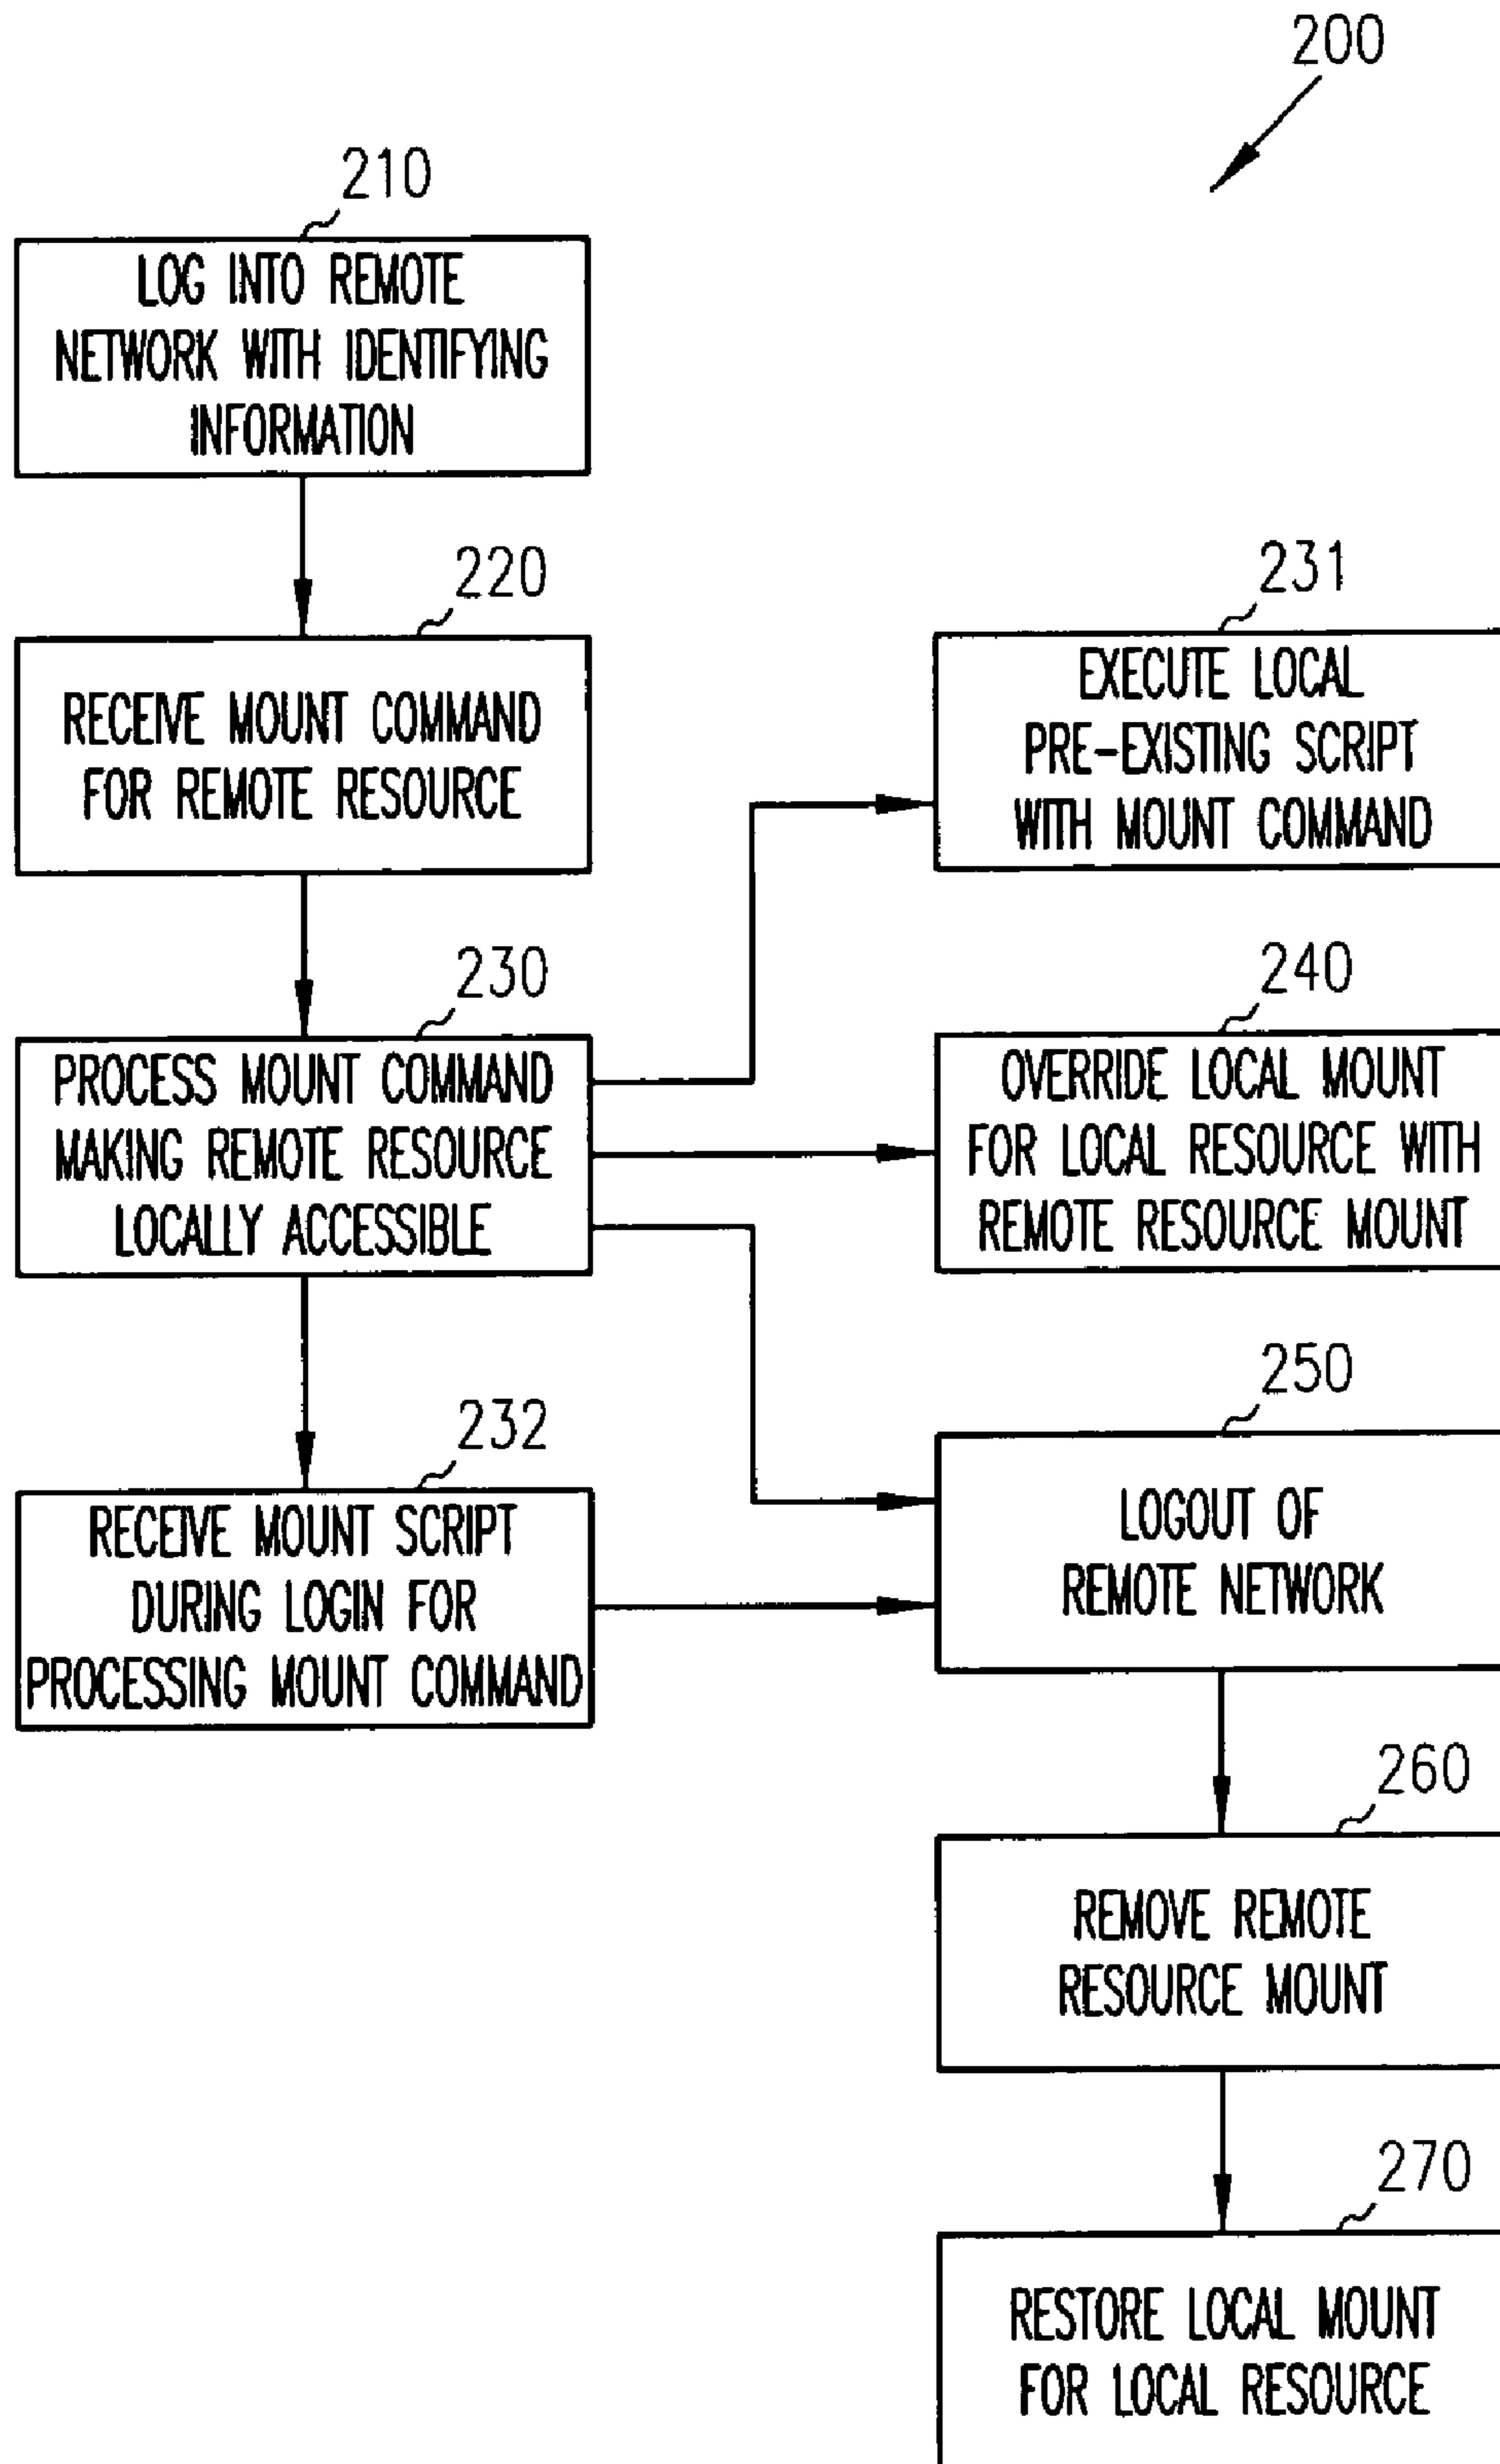 200
210
LOG INTO REMOTE
NETWORK WITH IDENTIFYING
INFORMATION
220
RECEIVE MOUNT COMMAND
FOR REMOTE RESOURCE
230
PROCESS MOUNT COMMAND
MAKING REMOTE RESOURCE
LOCALLY ACCESSIBLE
232
RECEIVE MOUNT SCRIPT
DURING LOGIN FOR
PROCESSING MOUNT COMMAND
231
EXECUTE LOCAL
PRE-EXISTING SCRIPT
WITH MOUNT COMMAND
240
OVERRIDE LOCAL MOUNT
FOR LOCAL RESOURCE WITH
REMOTE RESOURCE MOUNT
250
LOGOUT OF
REMOTE NETWORK
260
REMOVE REMOTE
RESOURCE MOUNT
270
RESTORE LOCAL MOUNT
FOR LOCAL RESOURCE